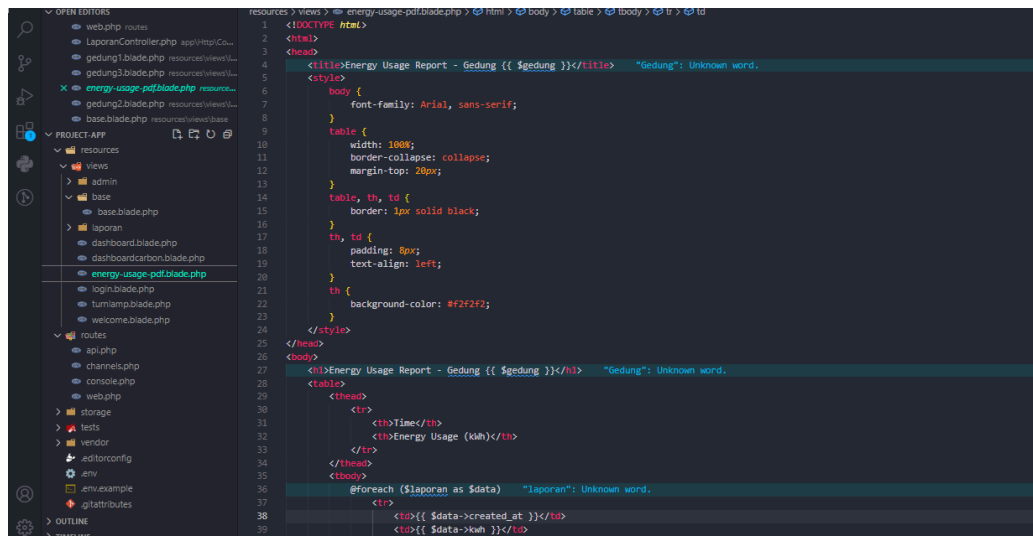 OPEN EDITORS
web.php routes
LaporanController.php app\Http\Co...
gedung1.blade.php resources\views\l...
gedung3.blade.php resources\views\l...
energy-usage-pdf.blade.php resource...
gedung2.blade.php resources\views\l...
base.blade.php resources\views\base
PROJECT-APP
resources
views
admin
base
base.blade.php
laporan
dashboard.blade.php
dashboardcarbon.blade.php
energy-usage-pdf.blade.php
login.blade.php
turnlamp.blade.php
welcome.blade.php
routes
api.php
channels.php
console.php
web.php
storage
tests
vendor
.editorconfig
.env
.env.example
.gitattributes
OUTLINE
resources > views > energy-usage-pdf.blade.php > html > body > table > tbody > tr > td
1 <!DOCTYPE html>
2 <html>
3 <head>
4 <title>Energy Usage Report - Gedung {{ $gedung }}</title> "Gedung": Unknown word.
5 <style>
6 body {
7 font-family: Arial, sans-serif;
8 }
9 table {
10 width: 100%;
11 border-collapse: collapse;
12 margin-top: 20px;
13 }
14 table, th, td {
15 border: 1px solid black;
16 }
17 th, td {
18 padding: 8px;
19 text-align: left;
20 }
21 th {
22 background-color: #f2f2f2;
23 }
24 </style>
25 </head>
26 <body>
27 <h1>Energy Usage Report - Gedung {{ $gedung }}</h1> "Gedung": Unknown word.
28 <table>
29 <thead>
30 <tr>
31 <th>Time</th>
32 <th>Energy Usage (kWh)</th>
33 </tr>
34 </thead>
35 <tbody>
36 @foreach ($laporan as $data) "laporan": Unknown word.
37 <tr>
38 <td>{{ $data->created_at }}</td>
39 <td>{{ $data->kwh }}</td>